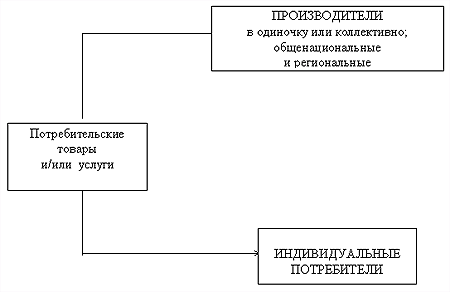 ПРОИЗВОДИТЕЛИ
в одиночку или коллективно;
общенациональные
и региональные
Потребительские
товары
и/или услуги
ИНДИВИДУАЛЬНЫЕ
ПОТРЕБИТЕЛИ